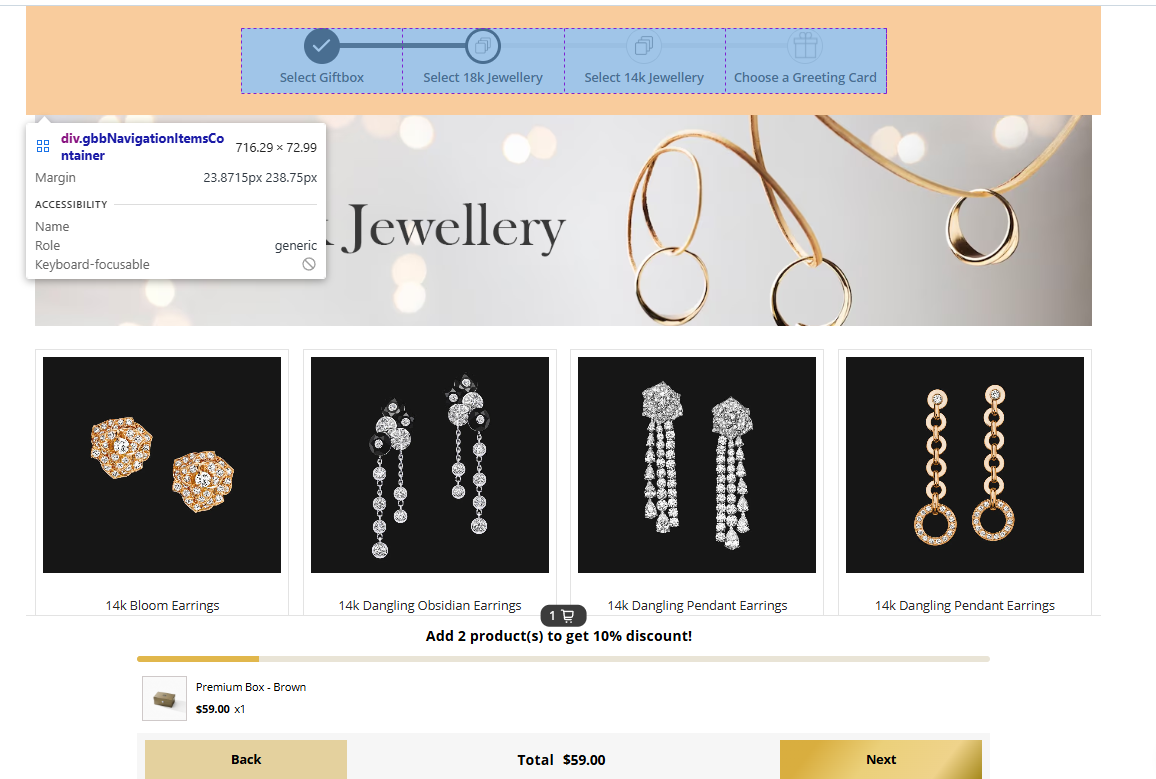 Select Giftbox
Select 18k Jewellery
Select 14k Jewellery
Choose a Greeting Card
div.gbbNavigationItemsCo
ntainer
716.29 × 72.99
Margin
23.8715px 238.75px
ACCESSIBILITY
Name
Role
generic
Keyboard-focusable
Jewellery
14k Bloom Earrings
14k Dangling Obsidian Earrings
14k Dangling Pendant Earrings
14k Dangling Pendant Earrings
1
Add 2 product(s) to get 10% discount!
Premium Box - Brown
$59.00 x1
Back
Total $59.00
Next